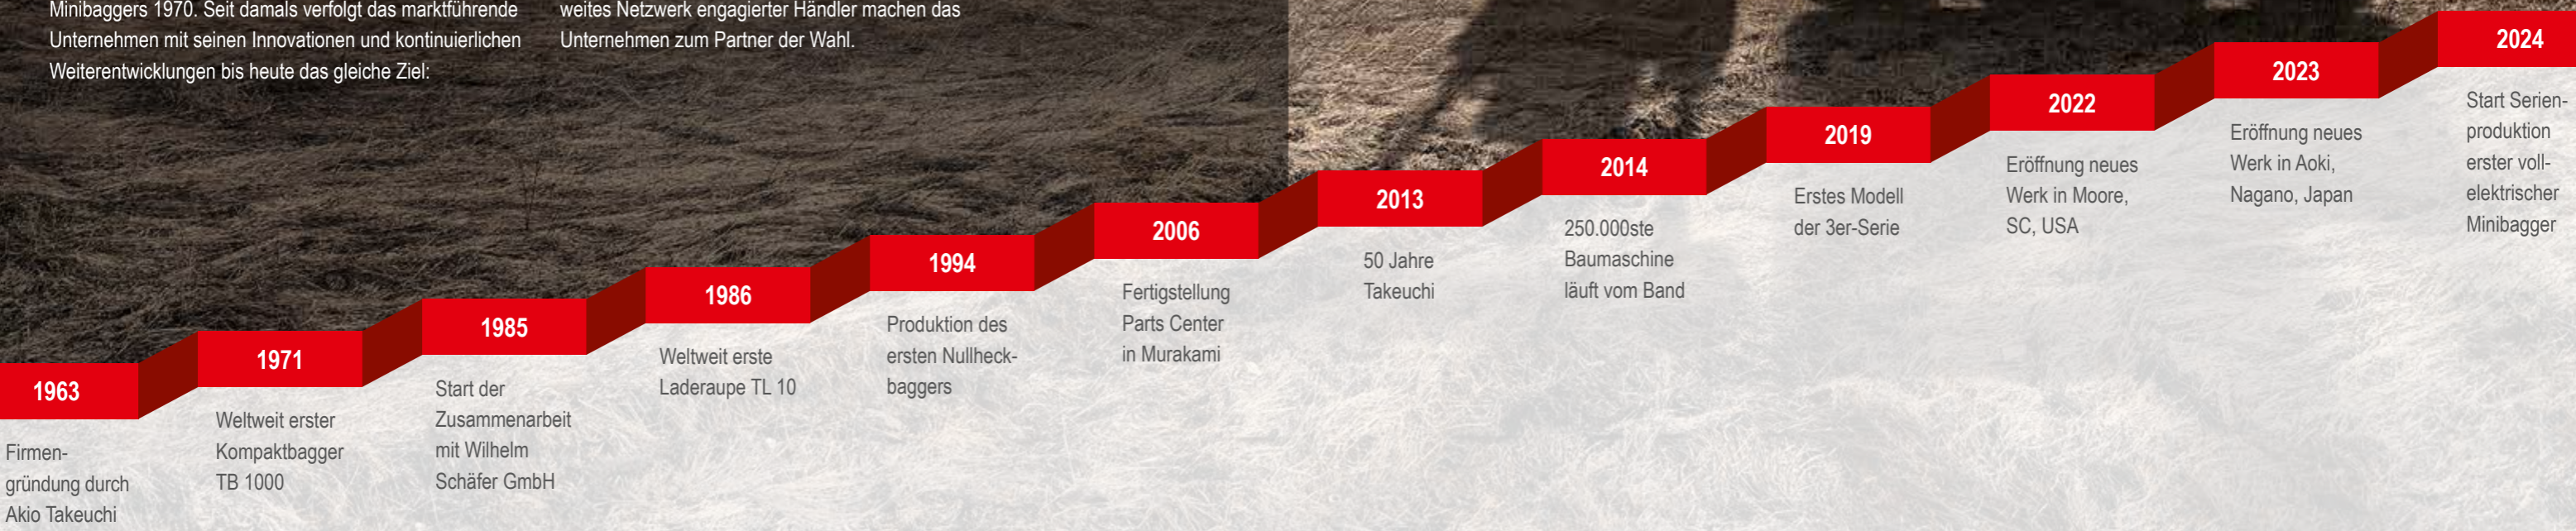 Minibaggers 1970. Seit damals verfolgt das marktführende
Unternehmen mit seinen Innovationen und kontinuierlichen
Weiterentwicklungen bis heute das gleiche Ziel:
weites Netzwerk engagierter Händler machen das
Unternehmen zum Partner der Wahl.
1963
Firmen-
gründung durch
Akio Takeuchi
1971
Weltweit erster
Kompaktbagger
TB 1000
1985
Start der
Zusammenarbeit
mit Wilhelm
Schäfer GmbH
1986
Weltweit erste
Laderaupe TL 10
1994
Produktion des
ersten Nullheck-
baggers
2006
Fertigstellung
Parts Center
in Murakami
2013
50 Jahre
Takeuchi
2014
250.000ste
Baumaschine
läuft vom Band
2019
Erstes Modell
der 3er-Serie
2022
Eröffnung neues
Werk in Moore,
SC, USA
2023
Eröffnung neues
Werk in Aoki,
Nagano, Japan
2024
Start Serien-
produktion
erster voll-
elektrischer
Minibagger